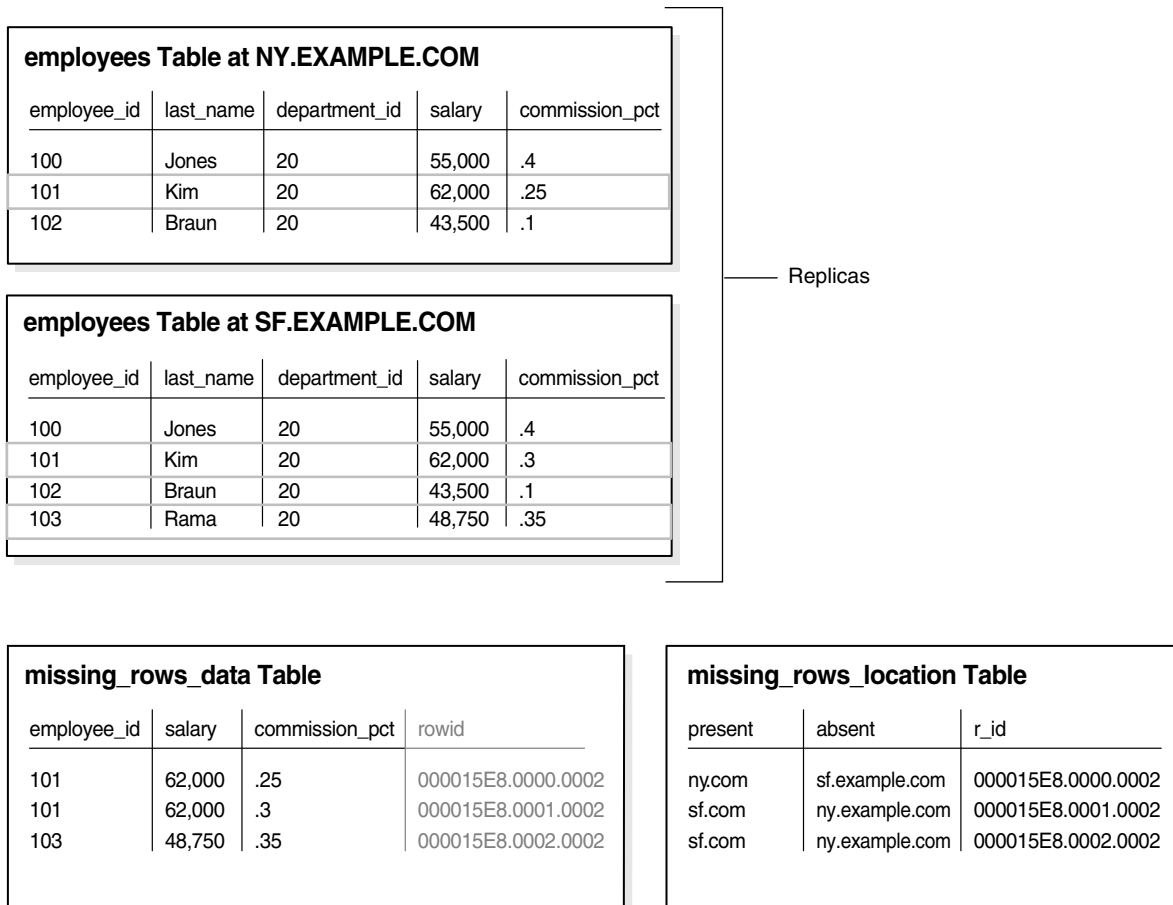 employees Table at NY.EXAMPLE.COM
employee_id last_name department_id salary commission_pct
100 Jones 20 55,000 .4
101 Kim 20 62,000 .25
102 Braun 20 43,500 .1
Replicas
employees Table at SF.EXAMPLE.COM
employee_id last_name department_id salary commission_pct
100 Jones 20 55,000 .4
101 Kim 20 62,000 .3
102 Braun 20 43,500 .1
103 Rama 20 48,750 .35
missing_rows_data Table
employee_id salary commission_pct rowid
101 62,000 .25 000015E8.0000.0002
101 62,000 .3 000015E8.0001.0002
103 48,750 .35 000015E8.0002.0002
missing_rows_location Table
present absent r_id
ny.com sf.example.com 000015E8.0000.0002
sf.com ny.example.com 000015E8.0001.0002
sf.com ny.example.com 000015E8.0002.0002